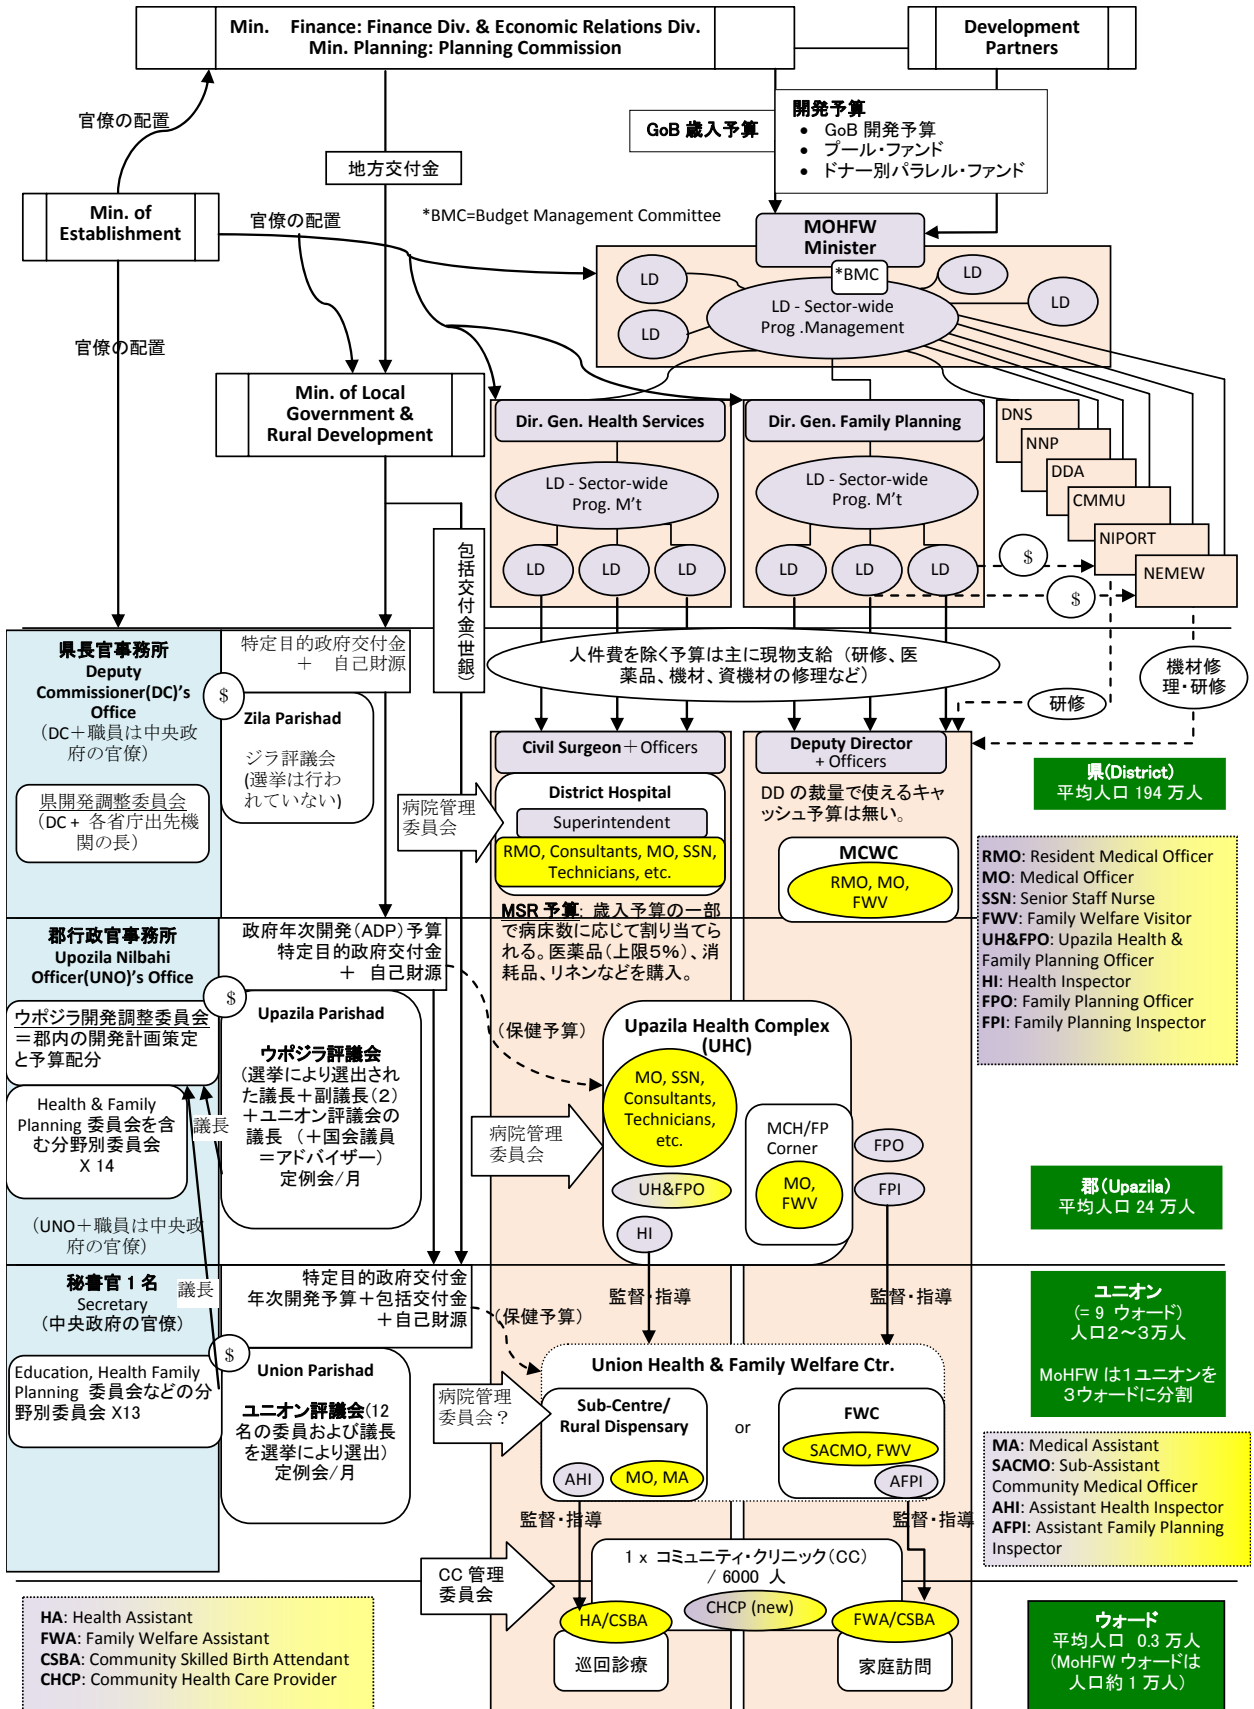 Min. Finance: Finance Div. & Economic Relations Div.
Min. Planning: Planning Commission
Development
Partners
官僚の配置
地方交付金
GoB 歳入予算
開発予算
• GoB 開発予算
• プール・ファンド
• ドナー別パラレル・ファンド
Min. of
Establishment
官僚の配置
*BMC=Budget Management Committee
MOHFW
Minister
*BMC
LD
LD
LD
LD
LD - Sector-wide
Prog .Management
官僚の配置
Min. of Local
Government &
Rural Development
Dir. Gen. Health Services
LD - Sector-wide
Prog. M't
LD
LD
LD
Dir. Gen. Family Planning
LD - Sector-wide
Prog. M't
LD
LD
LD
DNS
NNP
DDA
CMMU
NIPORT
NEMEW
$
$
包括交付金(世銀)
人件費を除く予算は主に現物支給 (研修、医
薬品、機材、資機材の修理など)
研修
機材修
理・研修
県長官事務所
Deputy
Commissioner(DC)'s
Office
(DC+職員は中央政
府の官僚)
県開発調整委員会
(DC + 各省庁出先機
関の長)
特定目的政府交付金
+ 自己財源
$
Zila Parishad
ジラ評議会
(選挙は行わ
れていない)
病院管理
委員会
Civil Surgeon+Officers
District Hospital
Superintendent
RMO, Consultants, MO, SSN,
Technicians, etc.
MSR 予算: 歳入予算の一部
で病床数に応じて割り当てら
れる。医薬品(上限5%)、消
耗品、リネンなどを購入。
Deputy Director
+ Officers
DD の裁量で使えるキャ
ッシュ予算は無い。
MCWC
RMO, MO,
FWV
県(District)
平均人口 194 万人
RMO: Resident Medical Officer
MO: Medical Officer
SSN: Senior Staff Nurse
FWV: Family Welfare Visitor
UH&FPO: Upazila Health &
Family Planning Officer
HI: Health Inspector
FPO: Family Planning Officer
FPI: Family Planning Inspector
郡行政官事務所
Upozila Nilbahi
Officer(UNO)'s Office
ウポジラ開発調整委員会
=郡内の開発計画策定
と予算配分
Health & Family
Planning 委員会を含
む分野別委員会
X 14
(UNO+職員は中央政
府の官僚)
議長
政府年次開発(ADP)予算
特定目的政府交付金
+ 自己財源
$
Upazila Parishad
ウポジラ評議会
(選挙により選出され
た議長+副議長(2)
+ユニオン評議会の
議長 (+国会議員
=アドバイザー)
定例会/月
(保健予算)
病院管理
委員会
Upazila Health Complex
(UHC)
MO, SSN,
Consultants,
Technicians,
etc.
UH&FPO
HI
MCH/FP
Corner
MO,
FWV
FPO
FPI
郡(Upazila)
平均人口 24 万人
秘書官 1 名
Secretary
(中央政府の官僚)
議長
Education, Health Family
Planning 委員会などの分
野別委員会 X13
特定目的政府交付金
年次開発予算+包括交付金
+自己財源
$
Union Parishad
ユニオン評議会(12
名の委員および議長
を選挙により選出)
定例会/月
(保健予算)
監督・指導
監督・指導
病院管理
委員会?
Union Health & Family Welfare Ctr.
Sub-Centre/
Rural Dispensary
AHI
MO, MA
or
FWC
SACMO, FWV
AFPI
ユニオン
(= 9 ウォード)
人口2~3万人
MoHFW は1ユニオンを
3ウォードに分割
MA: Medical Assistant
SACMO: Sub-Assistant
Community Medical Officer
AHI: Assistant Health Inspector
AFPI: Assistant Family Planning
Inspector
監督・指導
監督・指導
CC 管理
委員会
1 x コミュニティ・クリニック(CC)
/ 6000 人
CHCP (new)
HA/CSBA
巡回診療
FWA/CSBA
家庭訪問
HA: Health Assistant
FWA: Family Welfare Assistant
CSBA: Community Skilled Birth Attendant
CHCP: Community Health Care Provider
ウォード
平均人口 0.3 万人
(MoHFW ウォードは
人口約 1 万人)